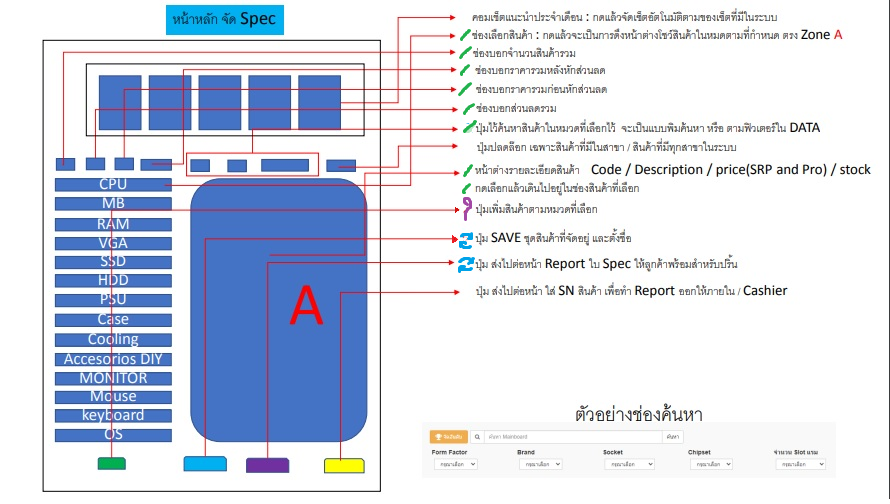 หน้าหลัก จัด Spec
คอมเซ็ตแนะนำประจำเดือน : กดแล้วจัดเซ็ตอัตโนมัติตามของเซ็ตที่มีในระบบ
ช่องเลือกสินค้า : กดแล้วจะเป็นการดึงหน้าต่างโชว์สินค้าในหมดตามที่กำหนด ตรง Zone A
ช่องบอกจำนวนสินค้ารวม
ช่องบอกราคารวมหลังหักส่วนลด
ช่องบอกราคารวมก่อนหักส่วนลด
ช่องบอกส่วนลดรวม
ปุ่มไว้ค้นหาสินค้าในหมวดที่เลือกไว้ จะเป็นแบบพิมค้นหา หรือ ตามฟิวเตอร์ใน DATA
ปุ่มปลดล๊อก เฉพาะสินค้าที่มีในสาขา / สินค้าที่มีทุกสาขาในระบบ
หน้าต่างรายละเอียดสินค้า Code / Description / price(SRP and Pro) / stock
กดเลือกแล้วเดินไปอยู่ในช่องสินค้าที่เลือก
ปุ่มเพิ่มสินค้าตามหมวดที่เลือก
ปุ่ม SAVE ชุดสินค้าที่จัดอยู่ และตั้งชื่อ
ปุ่ม ส่งไปต่อหน้า Report ใบ Spec ให้ลูกค้าพร้อมสำหรับปริ้น
ปุ่ม ส่งไปต่อหน้า ใส่ SN สินค้า เพื่อทำ Report ออกให้ภายใน / Cashier
CPU
MB
RAM
VGA
SSD
HDD
PSU
Case
Cooling
Accesorios DIY
MONITOR
Mouse
keyboard
OS
A
ตัวอย่างช่องค้นหา
จัดอันดับ ค้นหา Mainboard ค้นหา
Form Factor Brand Socket Chipset จำนวน Slot แรม
กรุณาเลือก กรุณาเลือก กรุณาเลือก กรุณาเลือก กรุณาเลือก